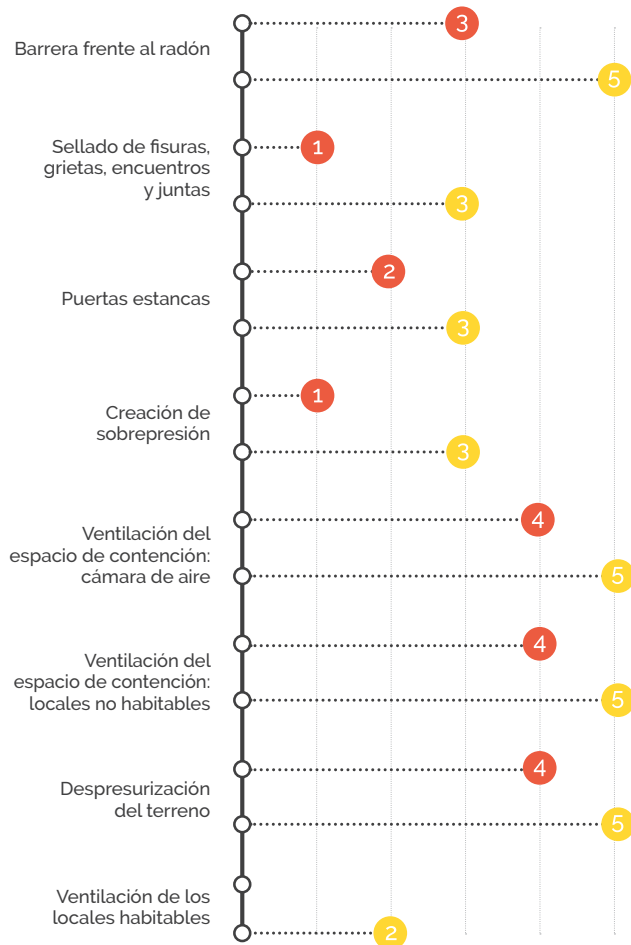 Barrera frente al radón
3
5
Sellado de fisuras,
grietas, encuentros
y juntas
1
3
Puertas estancas
2
3
Creación de
sobrepresión
1
3
Ventilación del
espacio de contención:
cámara de aire
4
5
Ventilación del
espacio de contención:
locales no habitables
4
5
Despresurización
del terreno
4
5
Ventilación de los
locales habitables
2